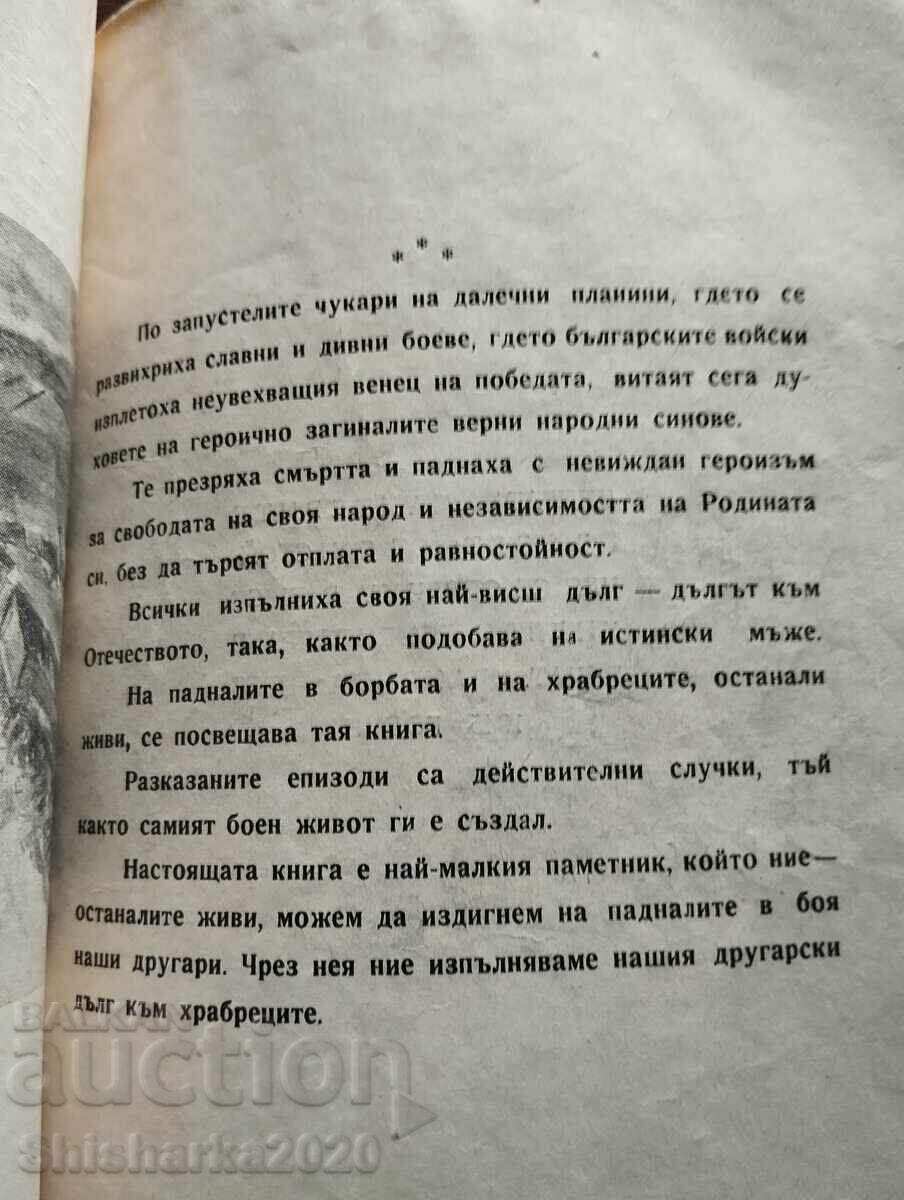 * * *
По запустелите чукари на далечни планини, гдето се
развихриха славни и дивни боеве, гдето българските войски
изплетоха неувехващия венец на победата, витаят сега ду-
ховете на героично загиналите верни народни синове.
Те презряха смъртта и паднаха с невиждан героизъм
за свободата на своя народ и независимостта на Родината
си, без да търсят отплата и равностойност.
Всички изпълниха своя най-висш дълг — дългът към
Отечеството, така, както подобава на истински мъже.
На падналите в борбата и на храбреците, останали
живи, се посвещава тая книга.
Разказаните епизоди са действителни случки, тъй
както самият боен живот ги е създал.
Настоящата книга е най-малкия паметник, който ние—
останалите живи, можем да издигнем на падналите в боя
наши другари. Чрез нея ние изпълняваме нашия другарски
дълг към храбреците.
BALKAN
auction
shisharka2020